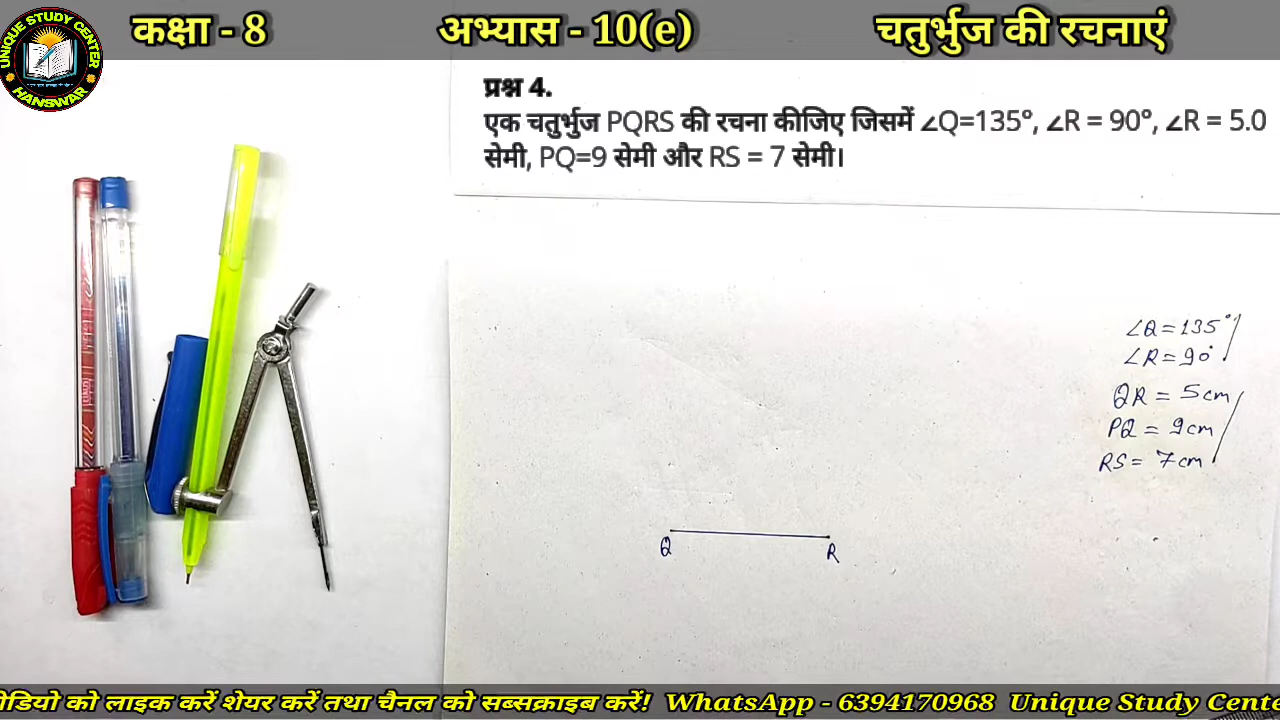 कक्षा - 8
अभ्यास - 10(e)
चतुर्भुज की रचनाएं
UNIQUE STUDY CENTER
HANSWAR
प्रश्न 4.
एक चतुर्भुज PQRS की रचना कीजिए जिसमें ∠Q=135°, ∠R = 90°, ∠R = 5.0
सेमी, PQ=9 सेमी और RS = 7 सेमी।
∠Q = 135°
∠R = 90°
QR = 5cm
PQ = 9cm
RS = 7cm
Q
R
ीडियो को लाइक करें शेयर करें तथा चैनल को सब्सक्राइब करें! WhatsApp - 6394170968 Unique Study Cente